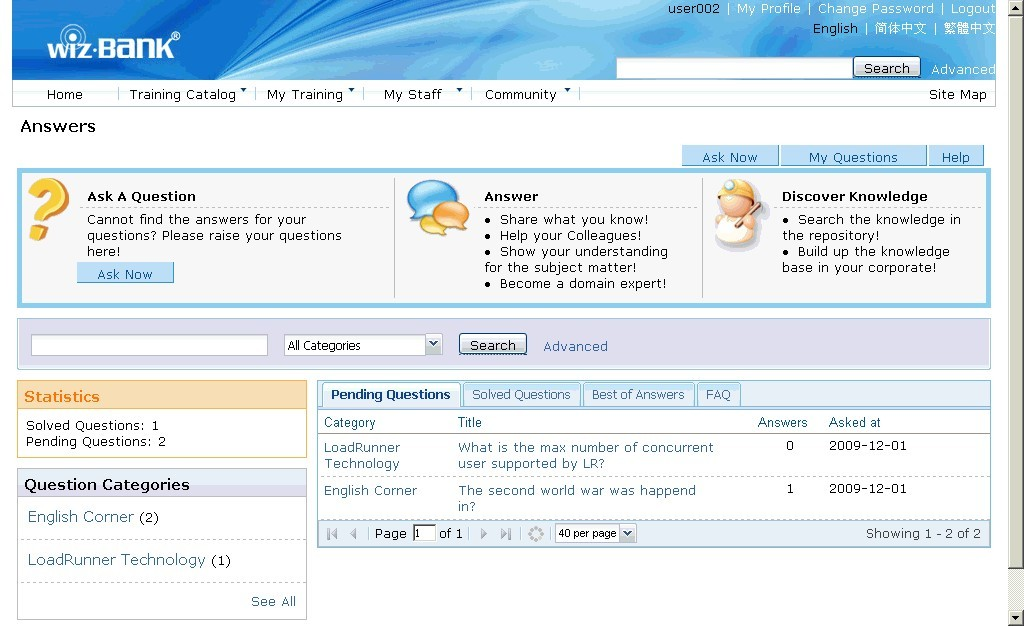 user002 | My Profile | Change Password | Logout
English | 简体中文 | 繁體中文
wiz·BANK®
Search Advanced
Home Training Catalog My Training My Staff Community Site Map
Answers
Ask Now My Questions Help
Ask A Question
Cannot find the answers for your
questions? Please raise your questions
here!
Ask Now
Answer
• Share what you know!
• Help your Colleagues!
• Show your understanding
for the subject matter!
• Become a domain expert!
Discover Knowledge
• Search the knowledge in
the repository!
• Build up the knowledge
base in your corporate!
All Categories Search Advanced
Statistics
Solved Questions: 1
Pending Questions: 2
Question Categories
English Corner (2)
LoadRunner Technology (1)
See All
Pending Questions Solved Questions Best of Answers FAQ
Category Title Answers Asked at
LoadRunner What is the max number of concurrent 0 2009-12-01
Technology user supported by LR?
English Corner The second world war was happend 1 2009-12-01
in?
Page 1 of 1 40 per page Showing 1 - 2 of 2